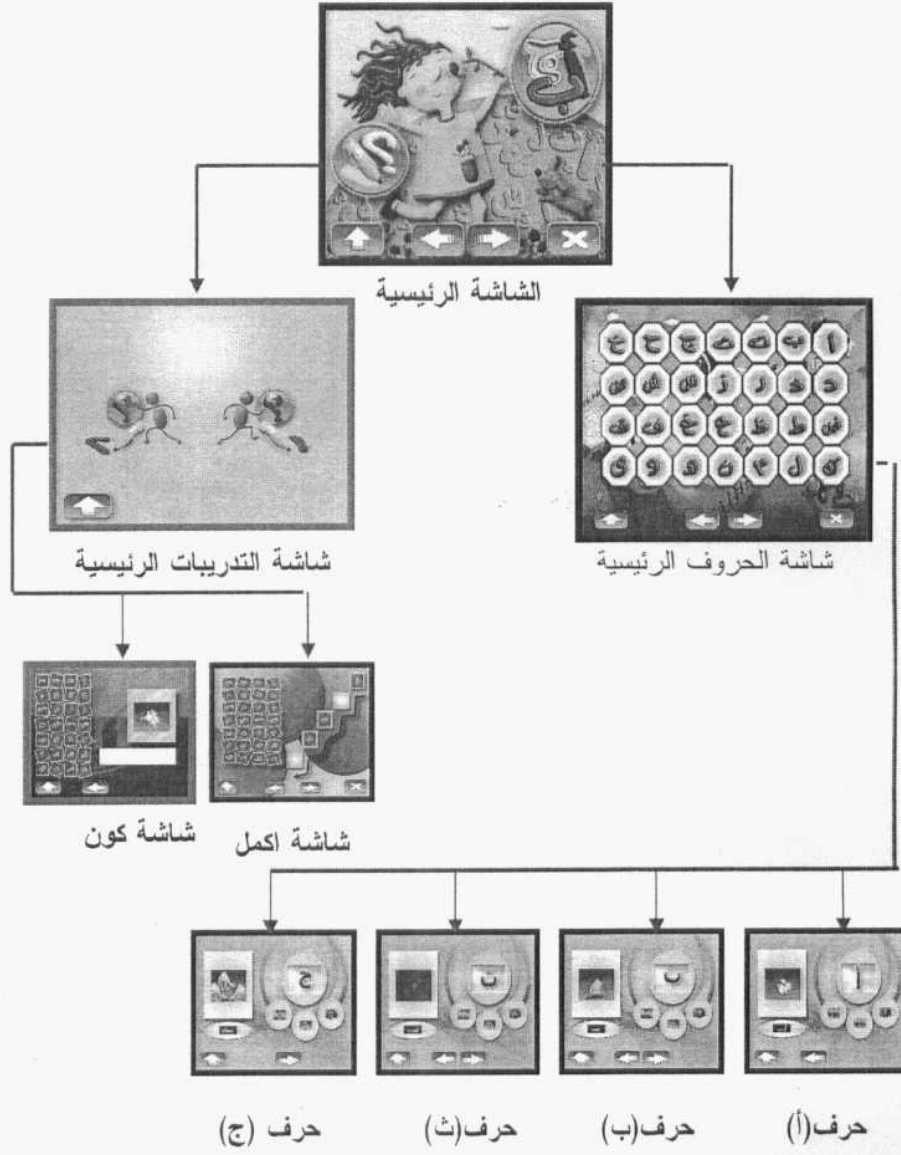 الشاشة الرئيسية
شاشة الحروف الرئيسية
شاشة التدريبات الرئيسية
أ ب ت ث ج ح خ
د ذ ر ز س ش ص
ض ط ظ ع غ ف ق
ك ل م ن ه و ي
شاشة اكمل
شاشة كون
أ
ب
ج
حرف(أ)
حرف(ب)
حرف(ث)
حرف (ج)